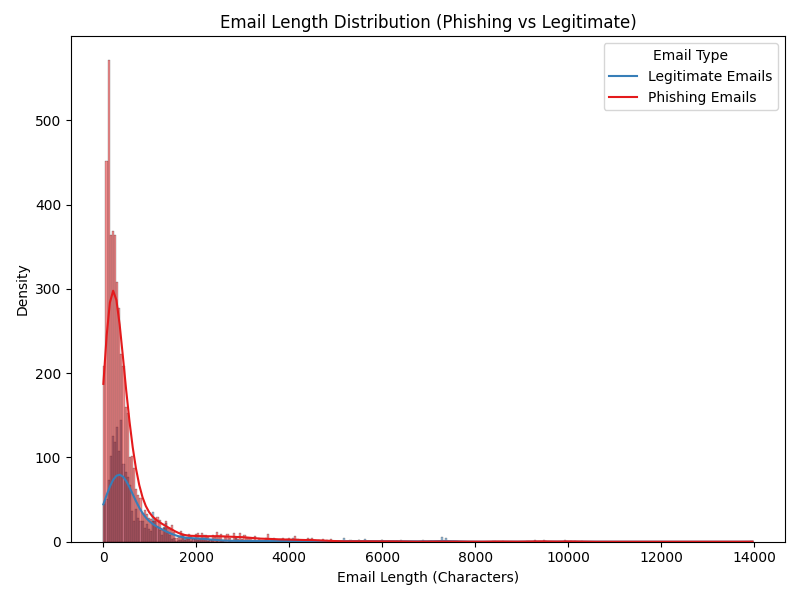 Email Length Distribution (Phishing vs Legitimate)
Email Type
Legitimate Emails
Phishing Emails
Density
500
400
300
200
100
0
0 2000 4000 6000 8000 10000 12000 14000
Email Length (Characters)